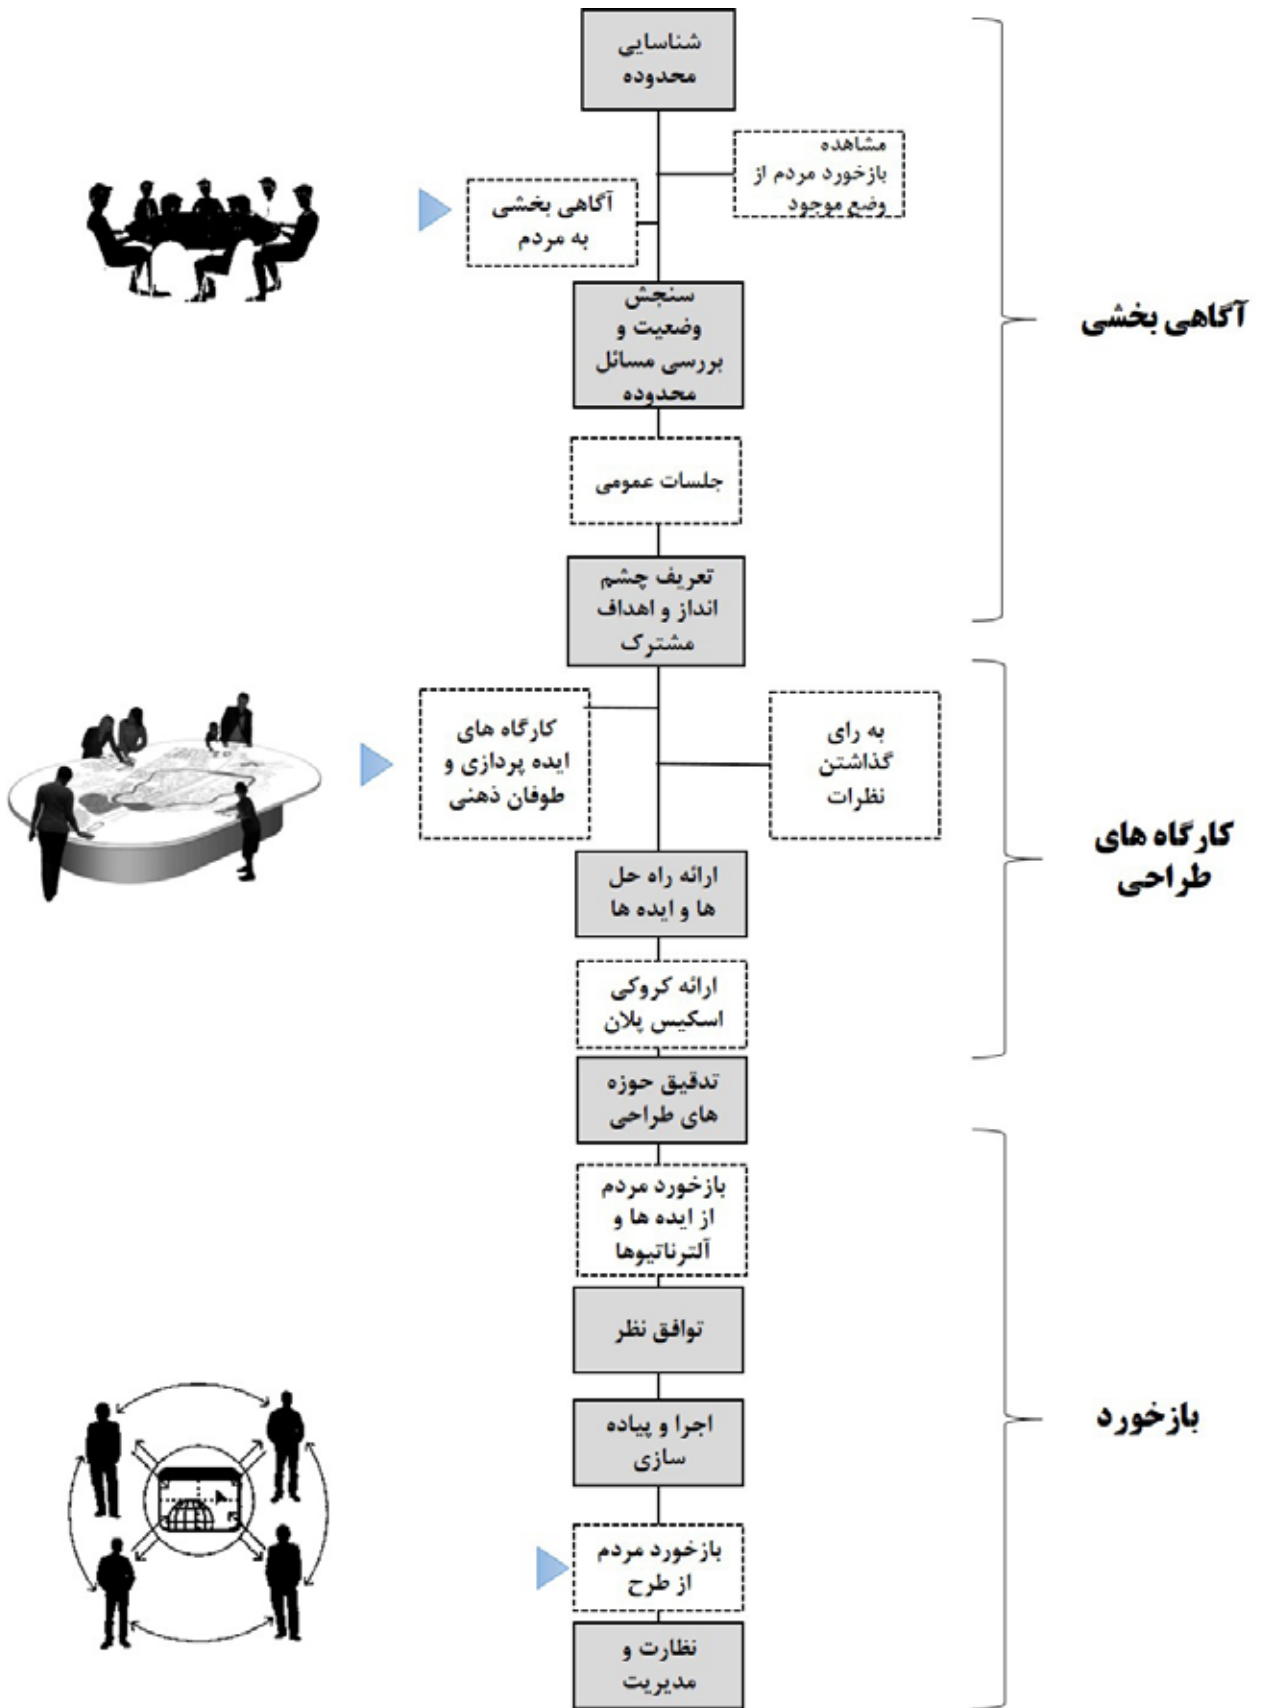 شناسایی
محدوده
مشاهده
بازخورد مردم از
وضع موجود
آگاهی بخشی
به مردم
سنجش
وضعیت و
بررسی مسائل
محدوده
آگاهی بخشی
جلسات عمومی
تعریف چشم
انداز و اهداف
مشترک
به رای
گذاشتن
نظرات
کارگاه های
ایده پردازی و
طوفان ذهنی
کارگاه های
طراحی
ارائه راه حل
ها و ایده ها
ارائه کروکی
اسکیس پلان
تدقیق حوزه
های طراحی
بازخورد مردم
از ایده ها و
آلترناتیوها
توافق نظر
بازخورد
اجرا و پیاده
سازی
بازخورد مردم
از طرح
نظارت و
مدیریت